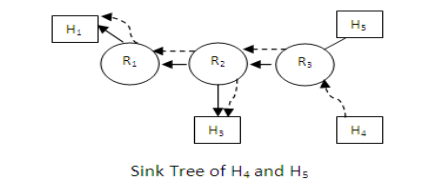 H₁
H₅
R₁
R₂
R₃
H₃
H₄
Sink Tree of H₄ and H₅